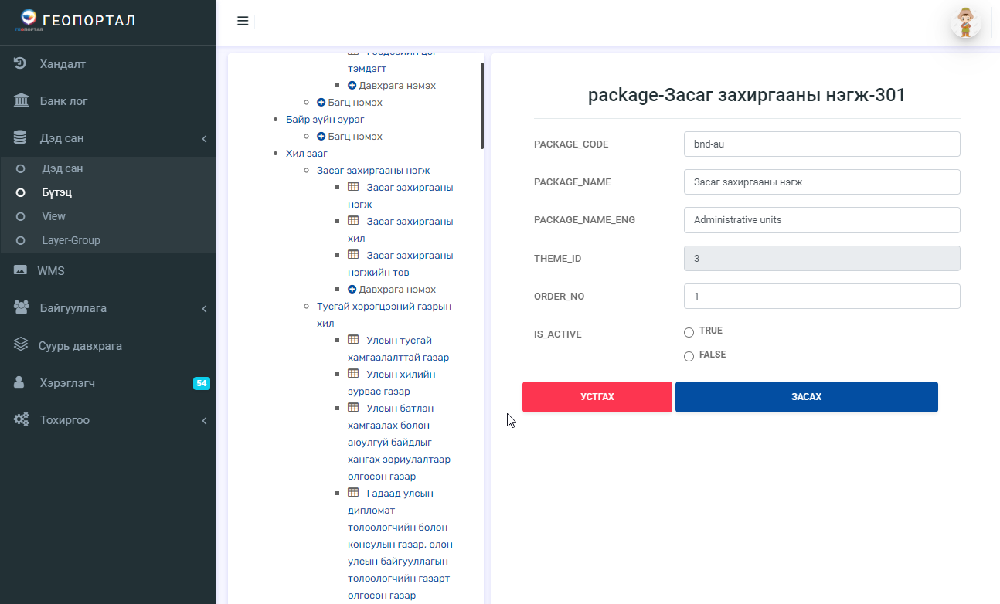 ГЕОПОРТАЛ
ГЕОПОРТАЛ
Хандалт
Банк лог
Дэд сан
Дэд сан
Бүтэц
View
Layer-Group
WMS
Байгууллага
Суурь давхрага
Хэрэглэгч 54
Тохиргоо
тэмдэгт
Давхрага нэмэх
Багц нэмэх
Байр зүйн зураг
Багц нэмэх
Хил зааг
Засаг захиргааны нэгж
Засаг захиргааны
нэгж
Засаг захиргааны
хил
Засаг захиргааны
нэгжийн төв
Давхрага нэмэх
Тусгай хэрэгцээний газрын
хил
Улсын тусгай
хамгаалалттай газар
Улсын хилийн
зурвас газар
Улсын батлан
хамгаалах болон
аюулгүй байдлыг
хангах зориулалтаар
олгосон газар
Гадаад улсын
дипломат
төлөөлөгчийн болон
консулын газар, олон
улсын байгууллагын
төлөөлөгчийн газарт
олгосон газар
package-Засаг захиргааны нэгж-301
PACKAGE_CODE bnd-au
PACKAGE_NAME Засаг захиргааны нэгж
PACKAGE_NAME_ENG Administrative units
THEME_ID 3
ORDER_NO 1
IS_ACTIVE TRUE
FALSE
УСТГАХ ЗАСАХ